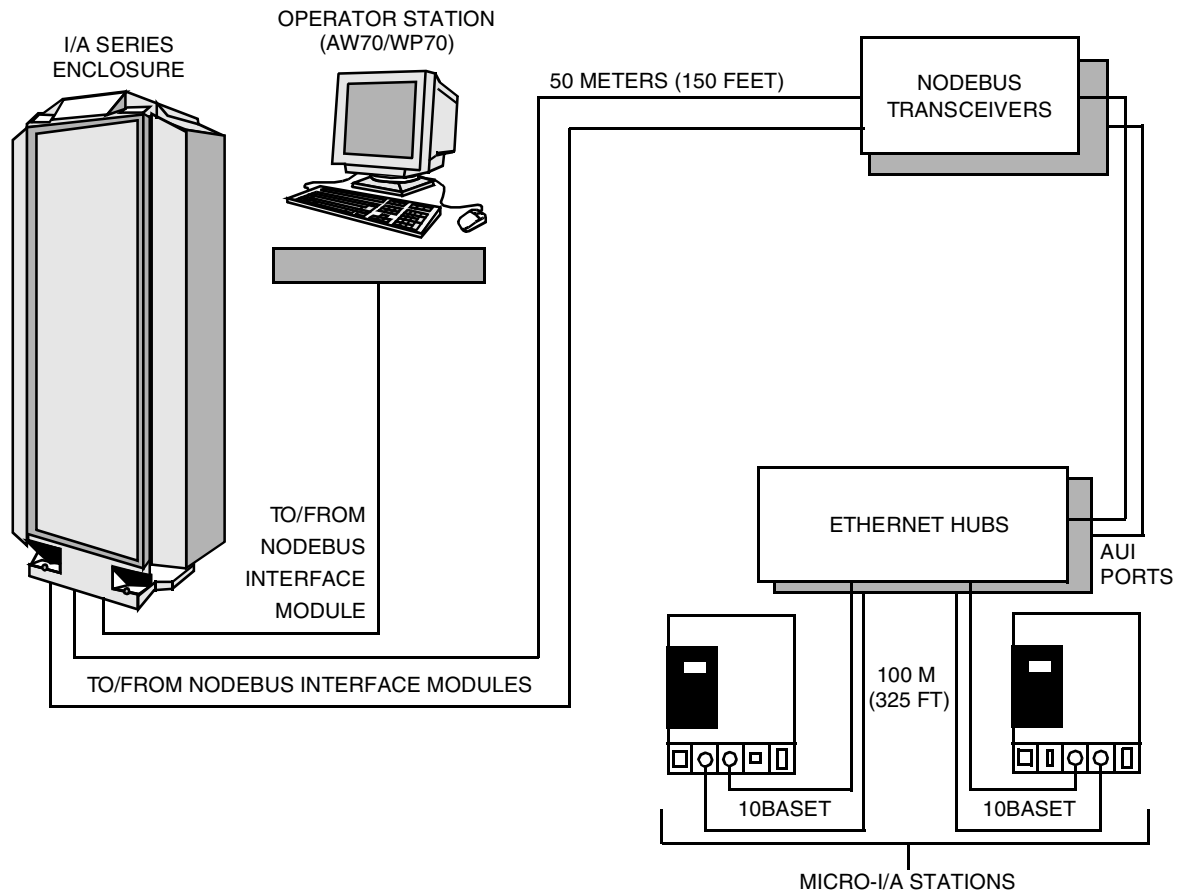 OPERATOR STATION
(AW70/WP70)
I/A SERIES
ENCLOSURE
50 METERS (150 FEET)
NODEBUS
TRANSCEIVERS
TO/FROM
NODEBUS
INTERFACE
MODULE
ETHERNET HUBS
AUI
PORTS
TO/FROM NODEBUS INTERFACE MODULES
100 M
(325 FT)
10BASET
10BASET
MICRO-I/A STATIONS